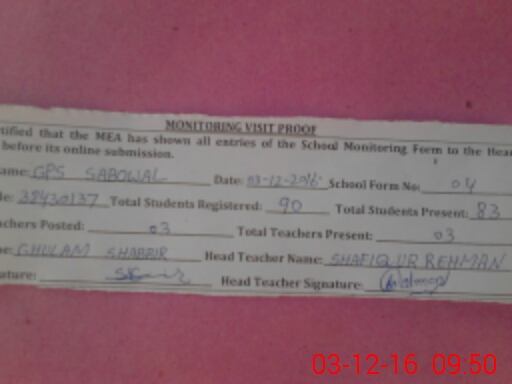 MONITORING VISIT PROOF
tified that the MEA has shown all entries of the School Monitoring Form to the Head
before its online submission.
ame: GPS SABOWAL Date: 03-12-2016 School Form No: 04
de: 38430137 Total Students Registered: 90 Total Students Present: 83
achers Posted: 03 Total Teachers Present: 03
ne: GHULAM SHABBIR Head Teacher Name: SHAFIQ UR REHMAN
ature: Head Teacher Signature:
03-12-16 09:50